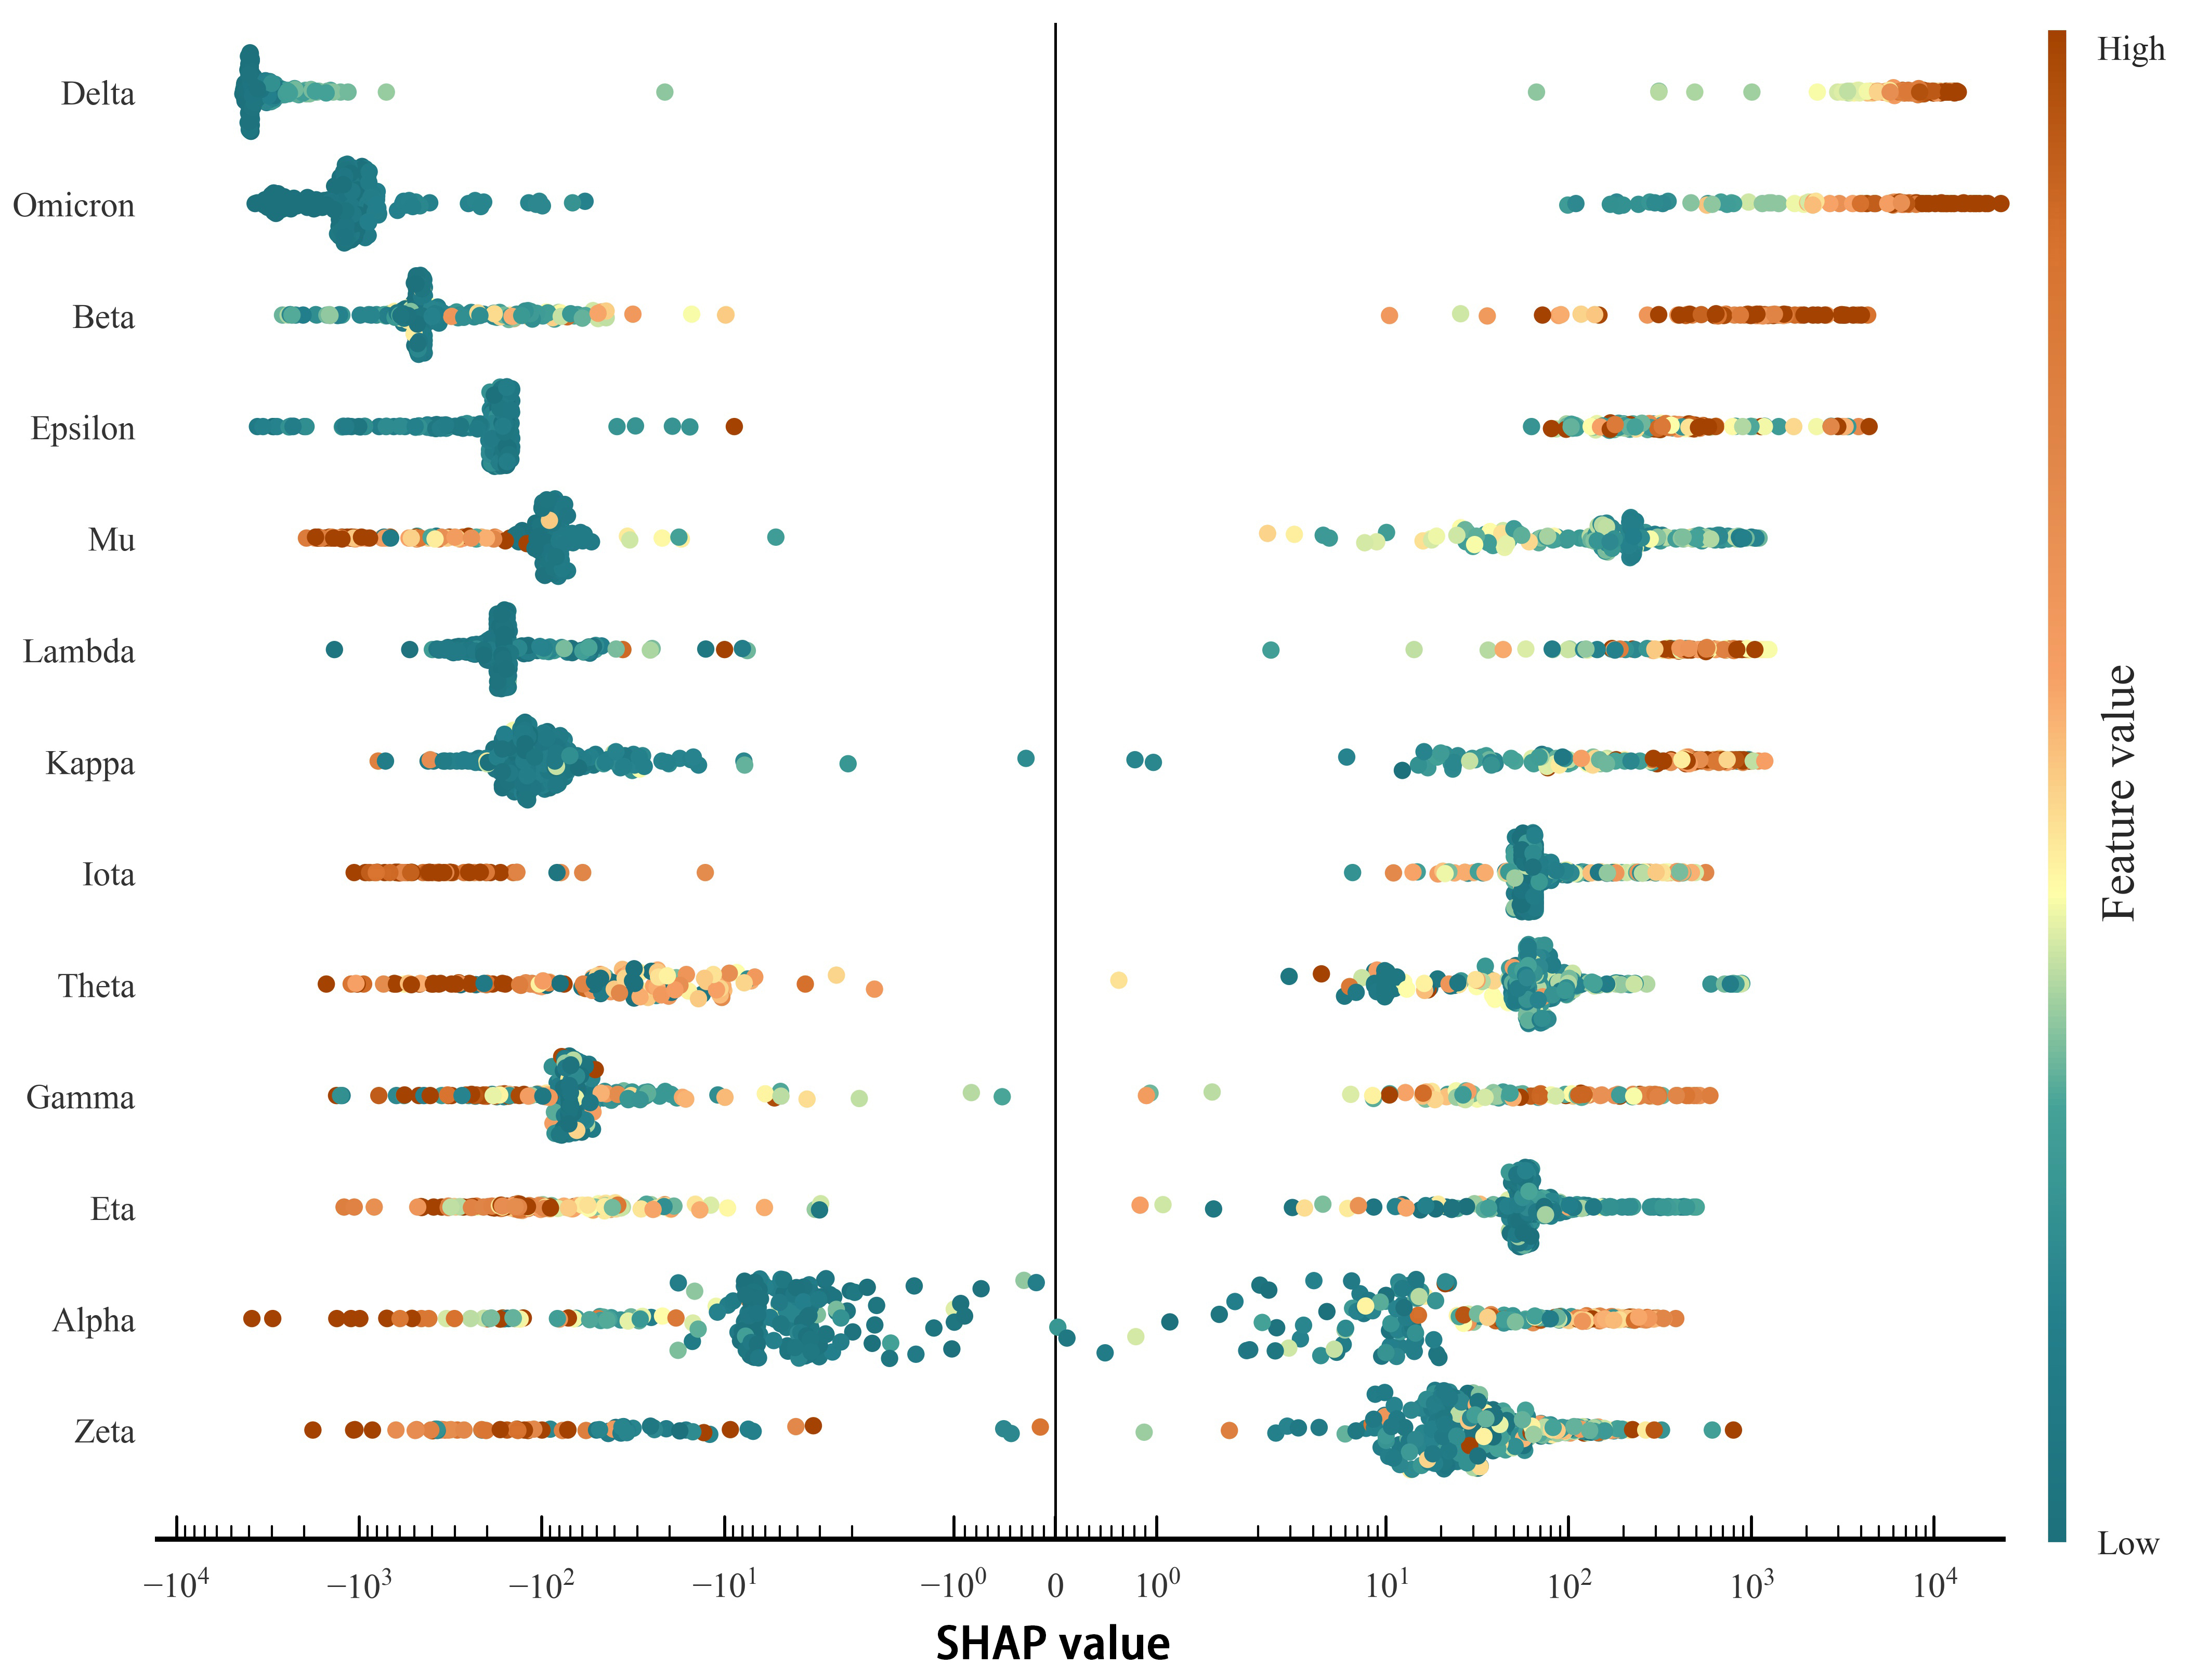 High
Delta
Omicron
Beta
Epsilon
Mu
Lambda
Kappa
Iota
Theta
Gamma
Eta
Alpha
Zeta
Feature value
Low
−10⁴ −10³ −10² −10¹ −10⁰ 0 10⁰ 10¹ 10² 10³ 10⁴
SHAP value